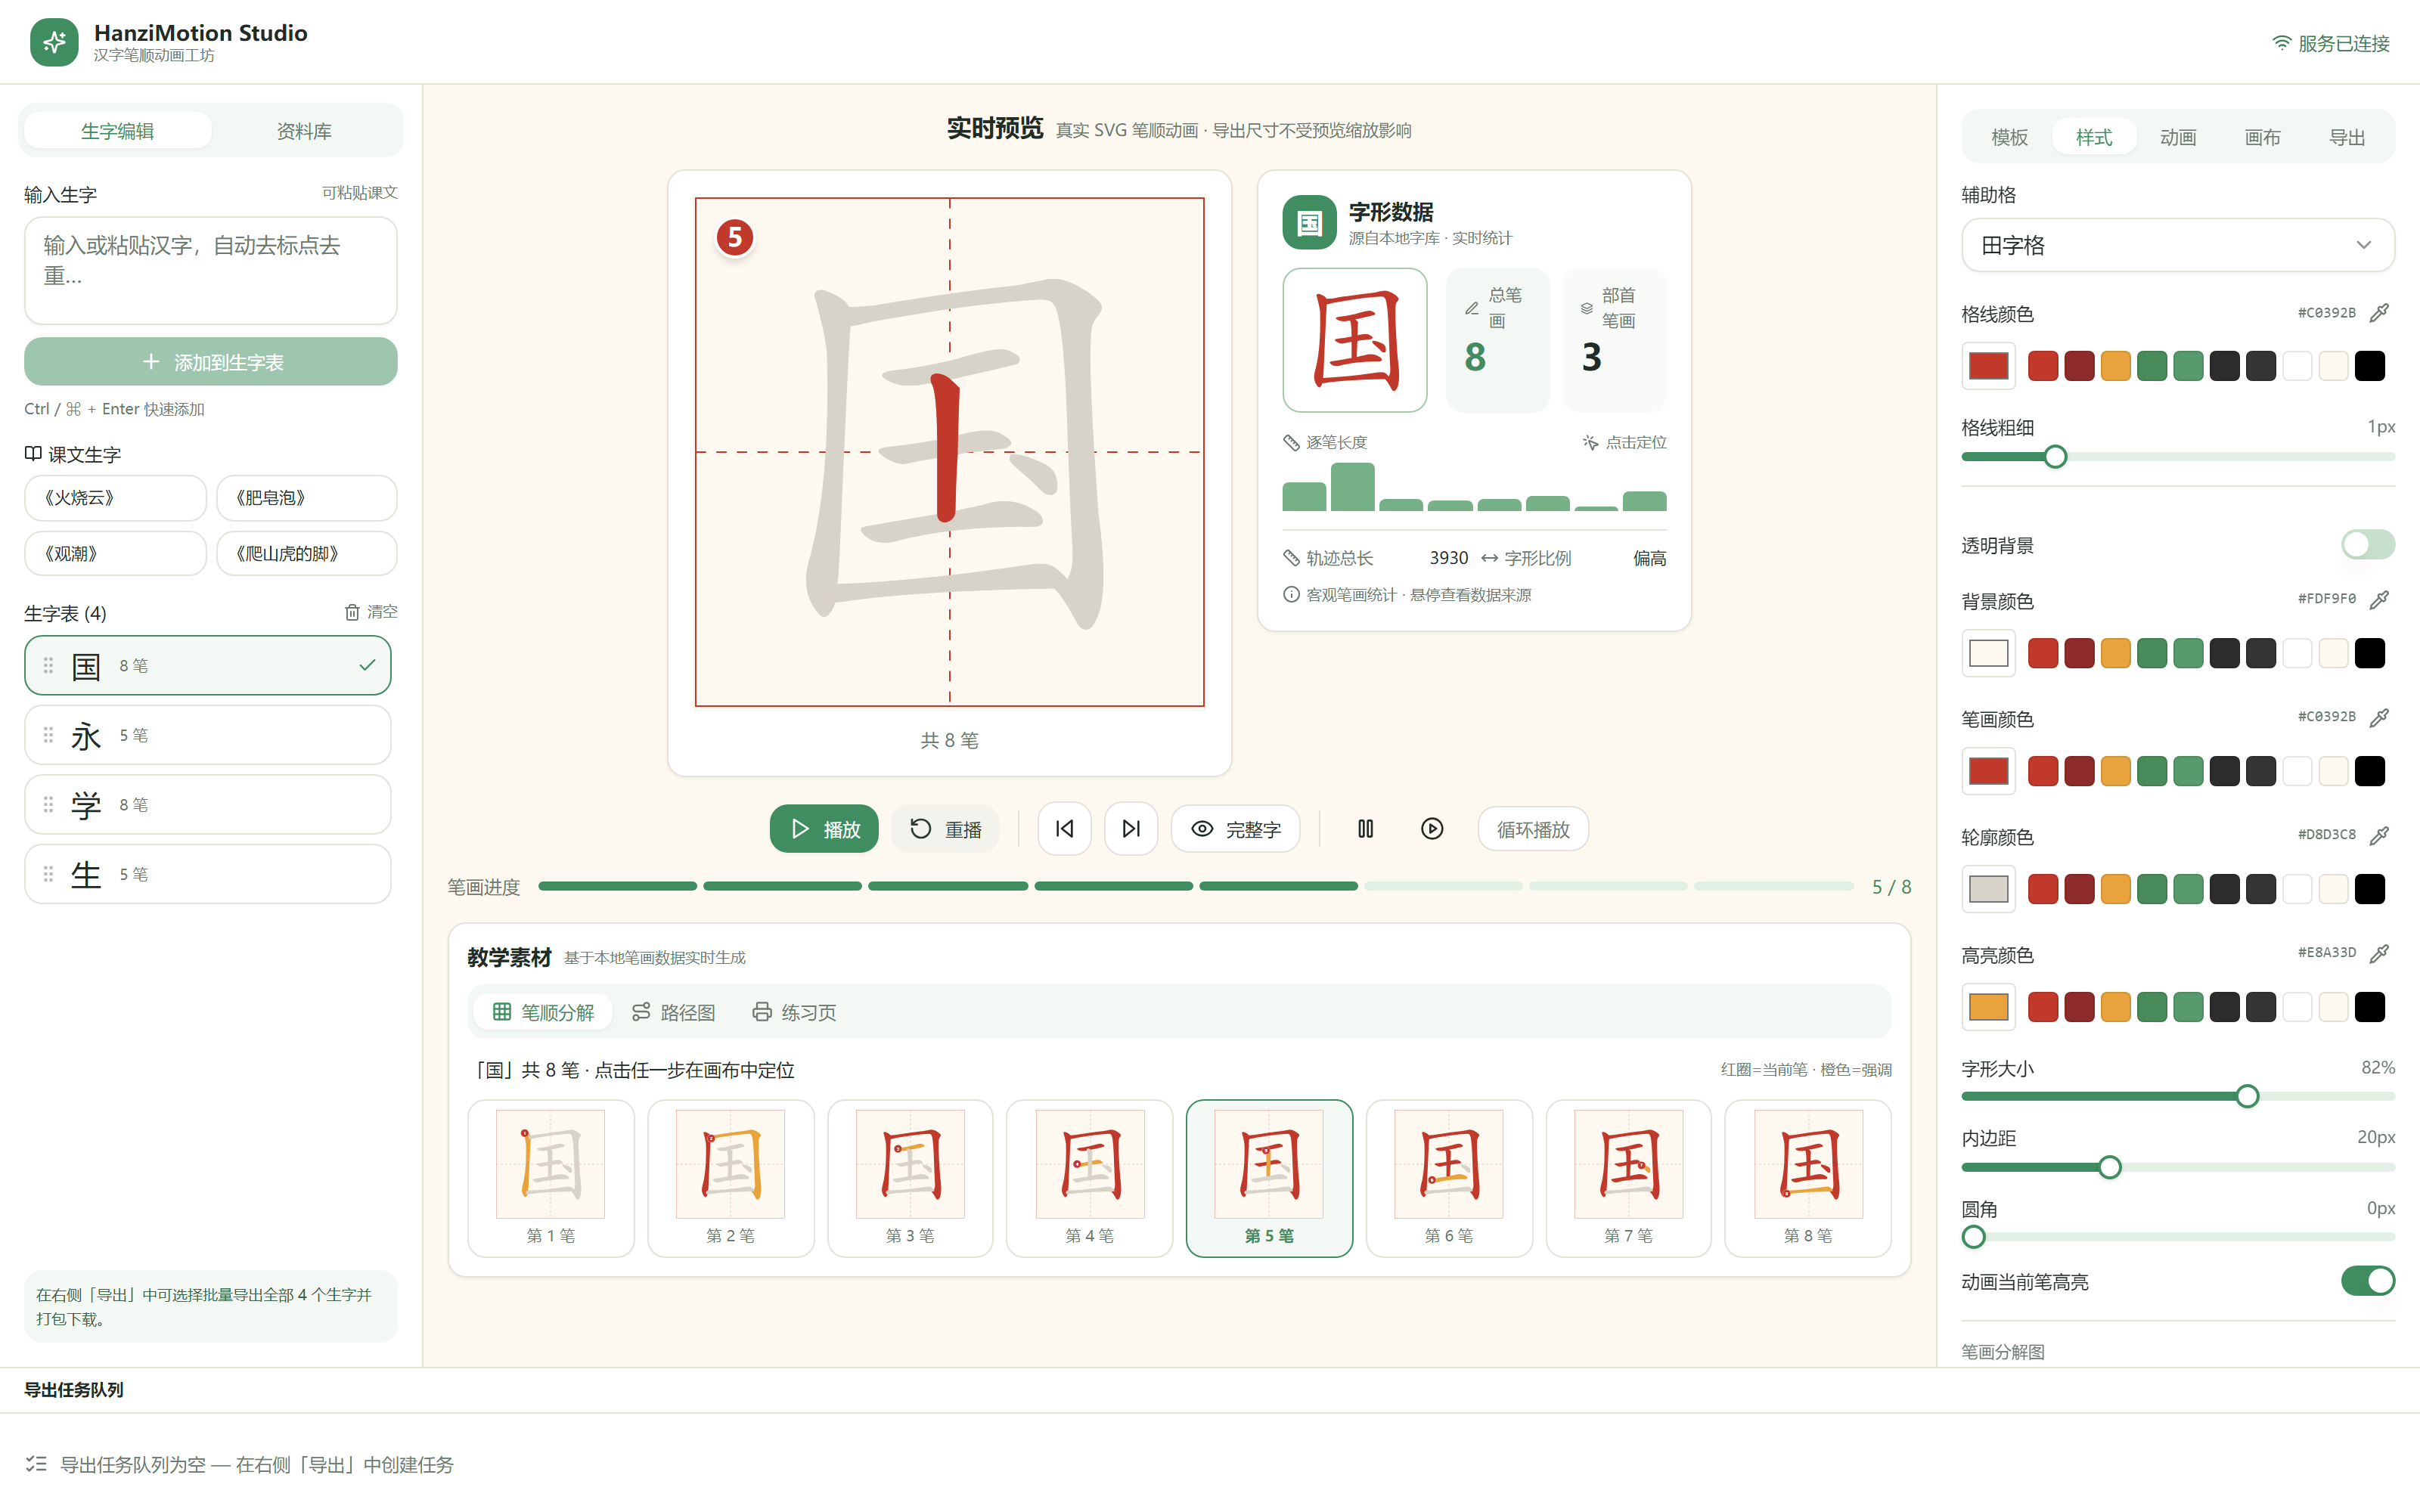 HanziMotion Studio
汉字笔顺动画工坊
服务已连接
生字编辑
资料库
输入生字
可粘贴课文
输入或粘贴汉字，自动去标点去
重...
添加到生字表
Ctrl / ⌘ + Enter 快速添加
课文生字
《火烧云》
《肥皂泡》
《观潮》
《爬山虎的脚》
生字表 (4)
清空
国 8 笔
永 5 笔
学 8 笔
生 5 笔
在右侧「导出」中可选择批量导出全部 4 个生字并
打包下载。
实时预览 真实 SVG 笔顺动画 · 导出尺寸不受预览缩放影响
5
国
共 8 笔
国
字形数据
源自本地字库 · 实时统计
国
总笔
画
8
部首
笔画
3
逐笔长度
点击定位
轨迹总长 3930
字形比例 偏高
客观笔画统计 · 悬停查看数据来源
播放
重播
完整字
循环播放
笔画进度
5 / 8
教学素材 基于本地笔画数据实时生成
笔顺分解
路径图
练习页
「国」共 8 笔 · 点击任一步在画布中定位
红圈=当前笔 · 橙色=强调
国
第 1 笔
国
第 2 笔
国
第 3 笔
国
第 4 笔
国
第 5 笔
国
第 6 笔
国
第 7 笔
国
第 8 笔
模板
样式
动画
画布
导出
辅助格
田字格
格线颜色 #C0392B
格线粗细 1px
透明背景
背景颜色 #FDF9F0
笔画颜色 #C0392B
轮廓颜色 #D8D3C8
高亮颜色 #E8A33D
字形大小 82%
内边距 20px
圆角 0px
动画当前笔高亮
笔画分解图
导出任务队列
导出任务队列为空 — 在右侧「导出」中创建任务